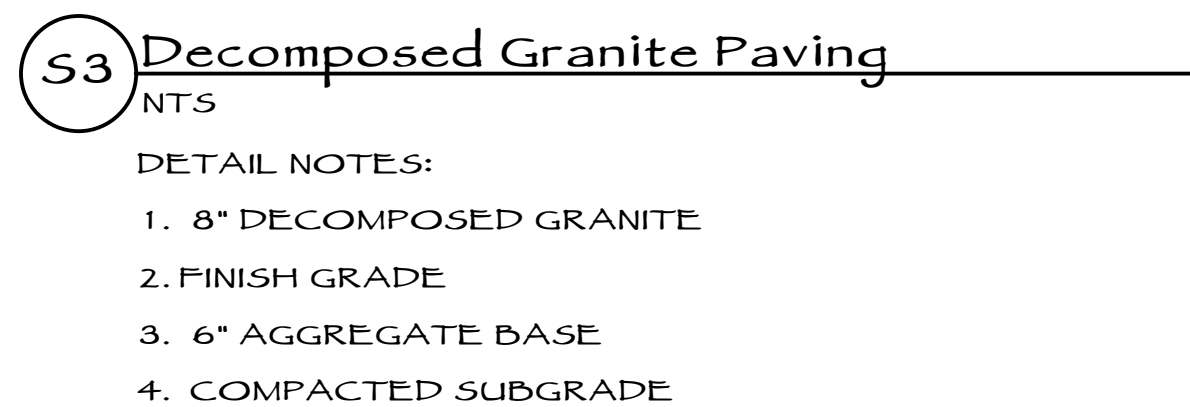 S3 Decomposed Granite Paving
NTS
DETAIL NOTES:
1. 8" DECOMPOSED GRANITE
2. FINISH GRADE
3. 6" AGGREGATE BASE
4. COMPACTED SUBGRADE